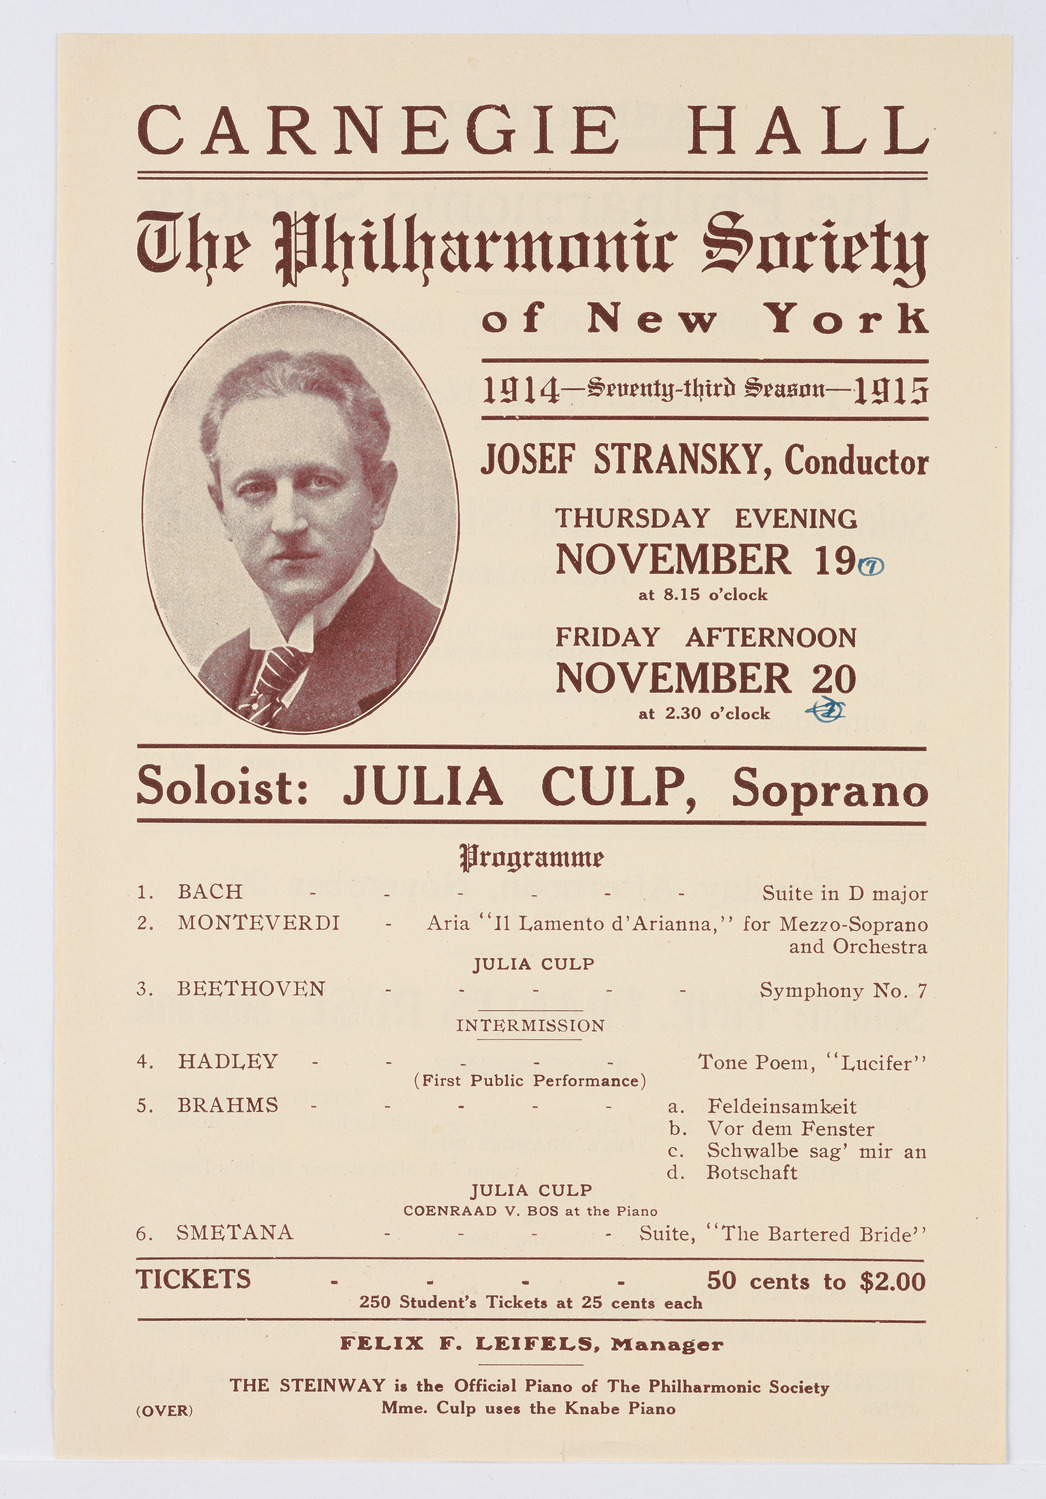 CARNEGIE HALL
The Philharmonic Society
of New York
1914—Seventy-third Season—1915
JOSEF STRANSKY, Conductor
THURSDAY EVENING
NOVEMBER 19 7
at 8.15 o'clock
FRIDAY AFTERNOON
NOVEMBER 20
at 2.30 o'clock
Soloist: JULIA CULP, Soprano
Programme
1. BACH - - - - - - Suite in D major
2. MONTEVERDI - Aria "Il Lamento d'Arianna," for Mezzo-Soprano
and Orchestra
JULIA CULP
3. BEETHOVEN - - - - - Symphony No. 7
INTERMISSION
4. HADLEY - - - - - Tone Poem, "Lucifer"
(First Public Performance)
5. BRAHMS - - - - - a. Feldeinsamkeit
b. Vor dem Fenster
c. Schwalbe sag' mir an
d. Botschaft
JULIA CULP
COENRAAD V. BOS at the Piano
6. SMETANA - - - - Suite, "The Bartered Bride"
TICKETS - - - - 50 cents to $2.00
250 Student's Tickets at 25 cents each
FELIX F. LEIFELS, Manager
THE STEINWAY is the Official Piano of The Philharmonic Society
Mme. Culp uses the Knabe Piano
(OVER)